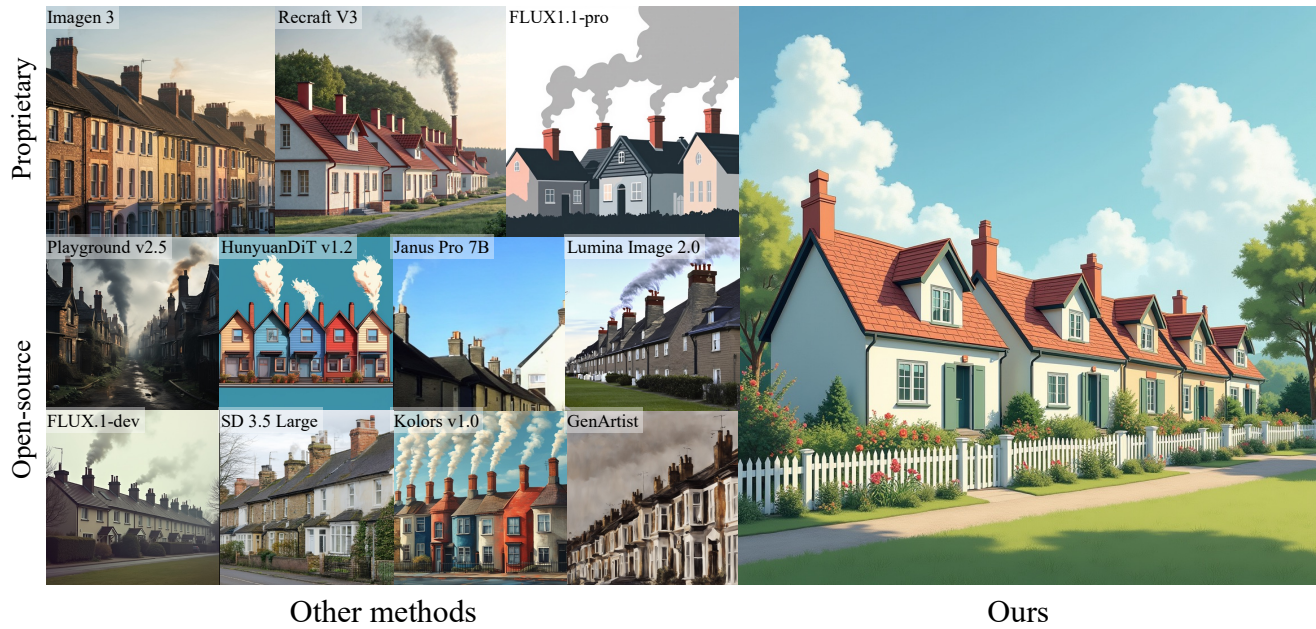 Imagen 3
Recraft V3
FLUX1.1-pro
Proprietary
Playground v2.5
HunyuanDiT v1.2
Janus Pro 7B
Lumina Image 2.0
Open-source
FLUX.1-dev
SD 3.5 Large
Kolors v1.0
GenArtist
Other methods
Ours